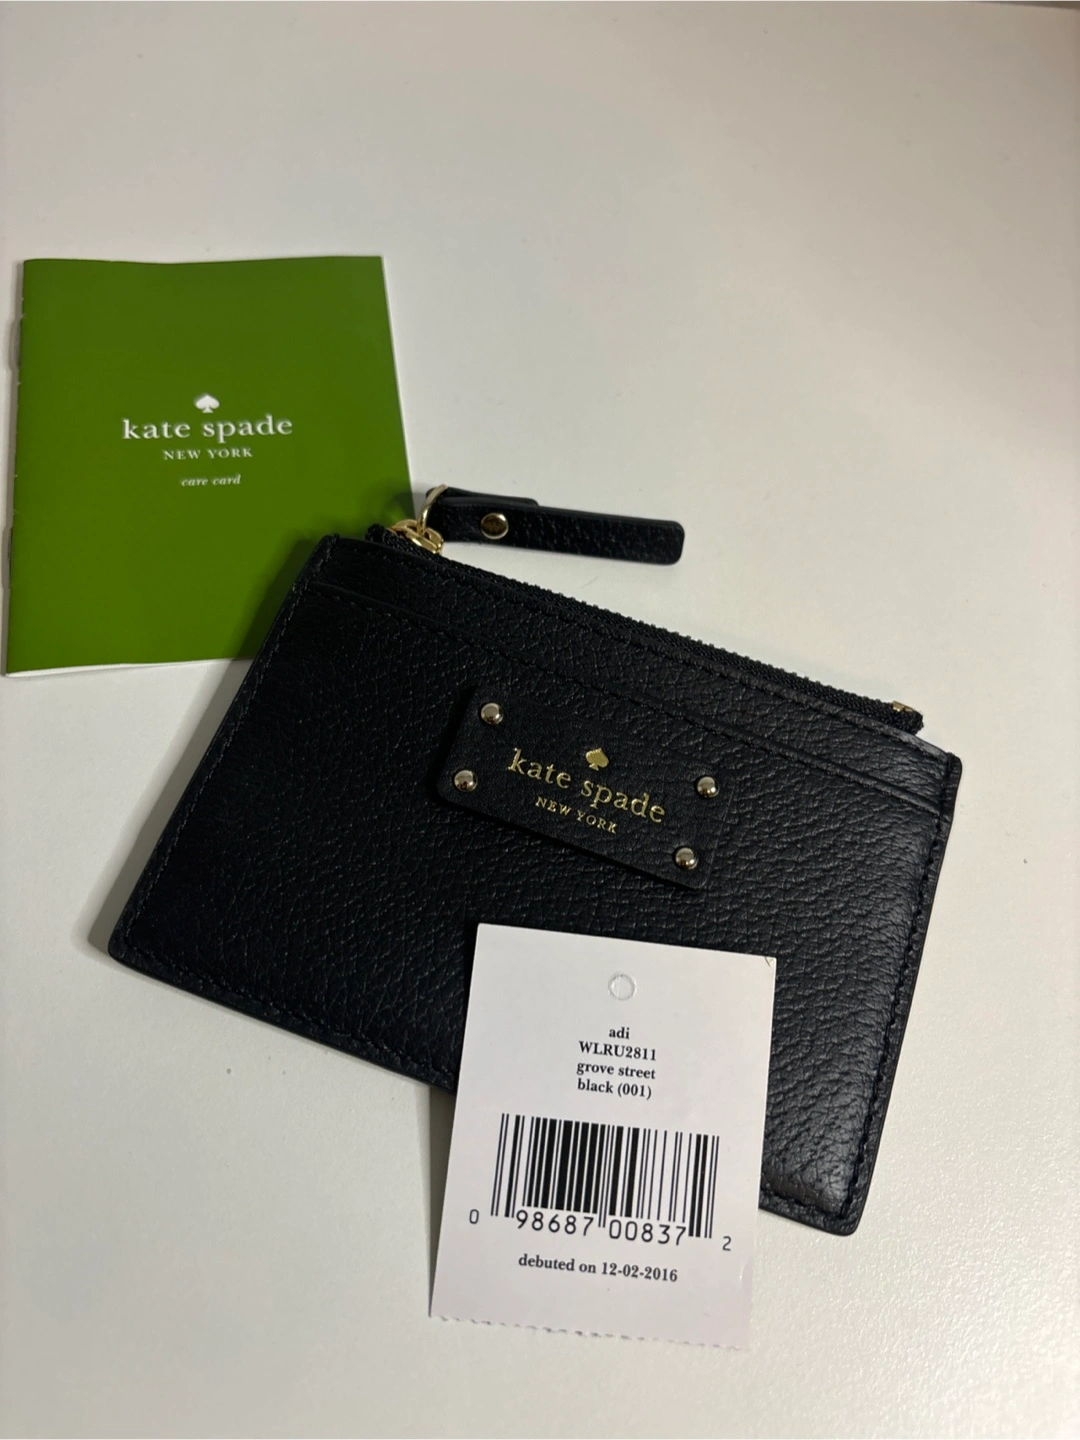 kate spade
NEW YORK
care card
kate spade
NEW YORK
adi
WLRU2811
grove street
black (001)
0 98687 00837 2
debuted on 12-02-2016